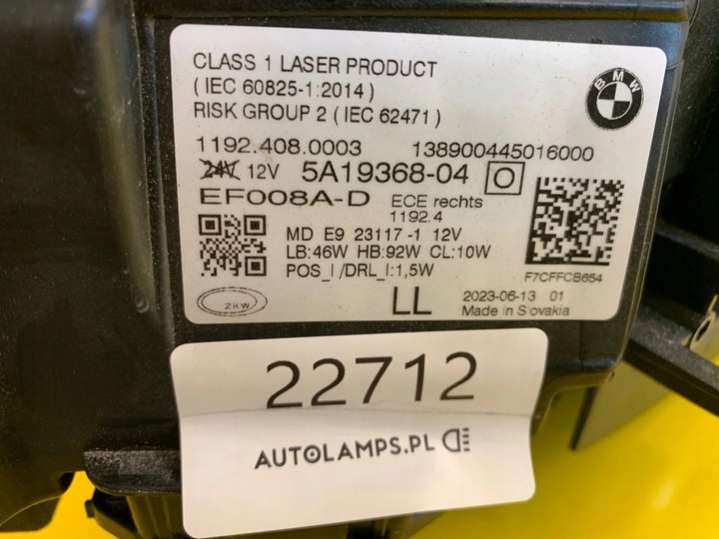 CLASS 1 LASER PRODUCT
( IEC 60825-1:2014 )
RISK GROUP 2 ( IEC 62471 )
BMW
1192.408.0003 138900445016000
24V 12V 5A19368-04 O
EF008A-D ECE rechts
1192.4
MD E9 23117 -1 12V
LB:46W HB:92W CL:10W
POS_I /DRL_I:1,5W
F7CFFCB654
ZKW
LL
2023-06-13 01
Made in Slovakia
22712
AUTOLAMPS.PL